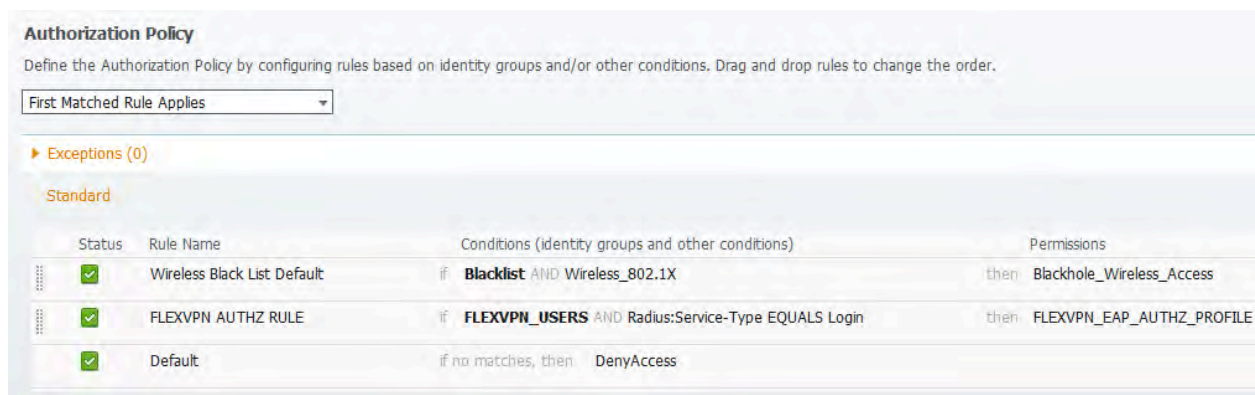 Authorization Policy
Define the Authorization Policy by configuring rules based on identity groups and/or other conditions. Drag and drop rules to change the order.
First Matched Rule Applies
Exceptions (0)
Standard
Status Rule Name Conditions (identity groups and other conditions) Permissions
Wireless Black List Default if Blacklist AND Wireless_802.1X then Blackhole_Wireless_Access
FLEXVPN AUTHZ RULE if FLEXVPN_USERS AND Radius:Service-Type EQUALS Login then FLEXVPN_EAP_AUTHZ_PROFILE
Default if no matches, then DenyAccess